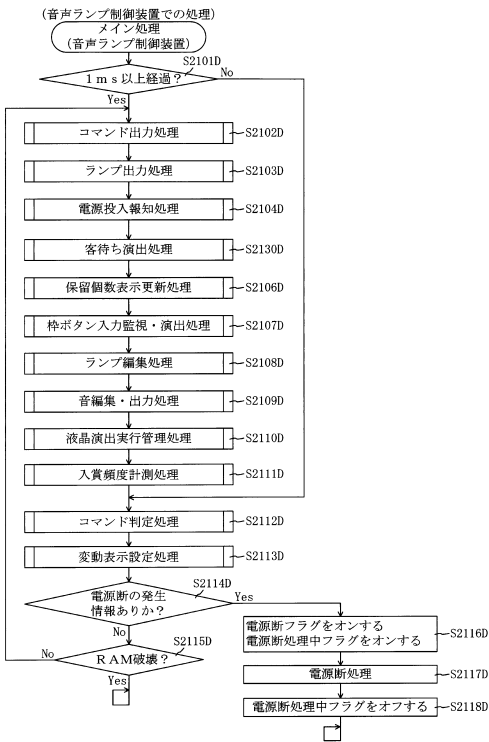 (音声ランプ制御装置での処理)
メイン処理
(音声ランプ制御装置)
S2101D
1ms以上経過?
No
Yes
コマンド出力処理
S2102D
ランプ出力処理
S2103D
電源投入報知処理
S2104D
客待ち演出処理
S2130D
保留個数表示更新処理
S2106D
枠ボタン入力監視・演出処理
S2107D
ランプ編集処理
S2108D
音編集・出力処理
S2109D
液晶演出実行管理処理
S2110D
入賞頻度計測処理
S2111D
コマンド判定処理
S2112D
変動表示設定処理
S2113D
S2114D
電源断の発生
情報ありか?
Yes
No
S2115D
RAM破壊?
No
Yes
電源断フラグをオンする
電源断処理中フラグをオンする
S2116D
電源断処理
S2117D
電源断処理中フラグをオフする
S2118D